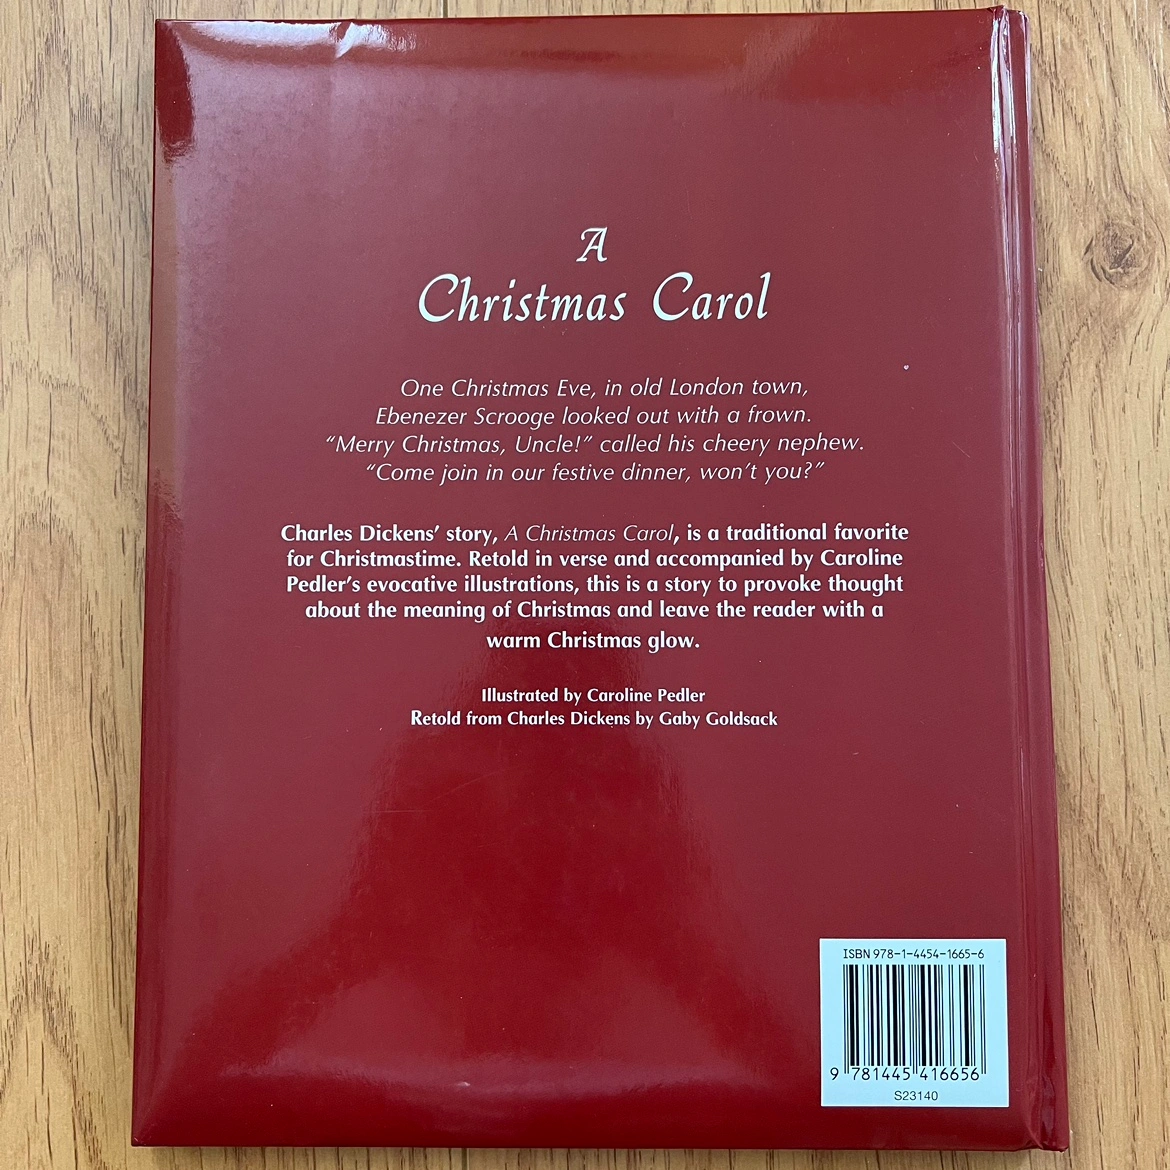 A
Christmas Carol
One Christmas Eve, in old London town,
Ebenezer Scrooge looked out with a frown.
“Merry Christmas, Uncle!” called his cheery nephew.
“Come join in our festive dinner, won’t you?”
Charles Dickens’ story, A Christmas Carol, is a traditional favorite
for Christmastime. Retold in verse and accompanied by Caroline
Pedler’s evocative illustrations, this is a story to provoke thought
about the meaning of Christmas and leave the reader with a
warm Christmas glow.
Illustrated by Caroline Pedler
Retold from Charles Dickens by Gaby Goldsack
ISBN 978-1-4454-1665-6
9 781445 416656
S23140